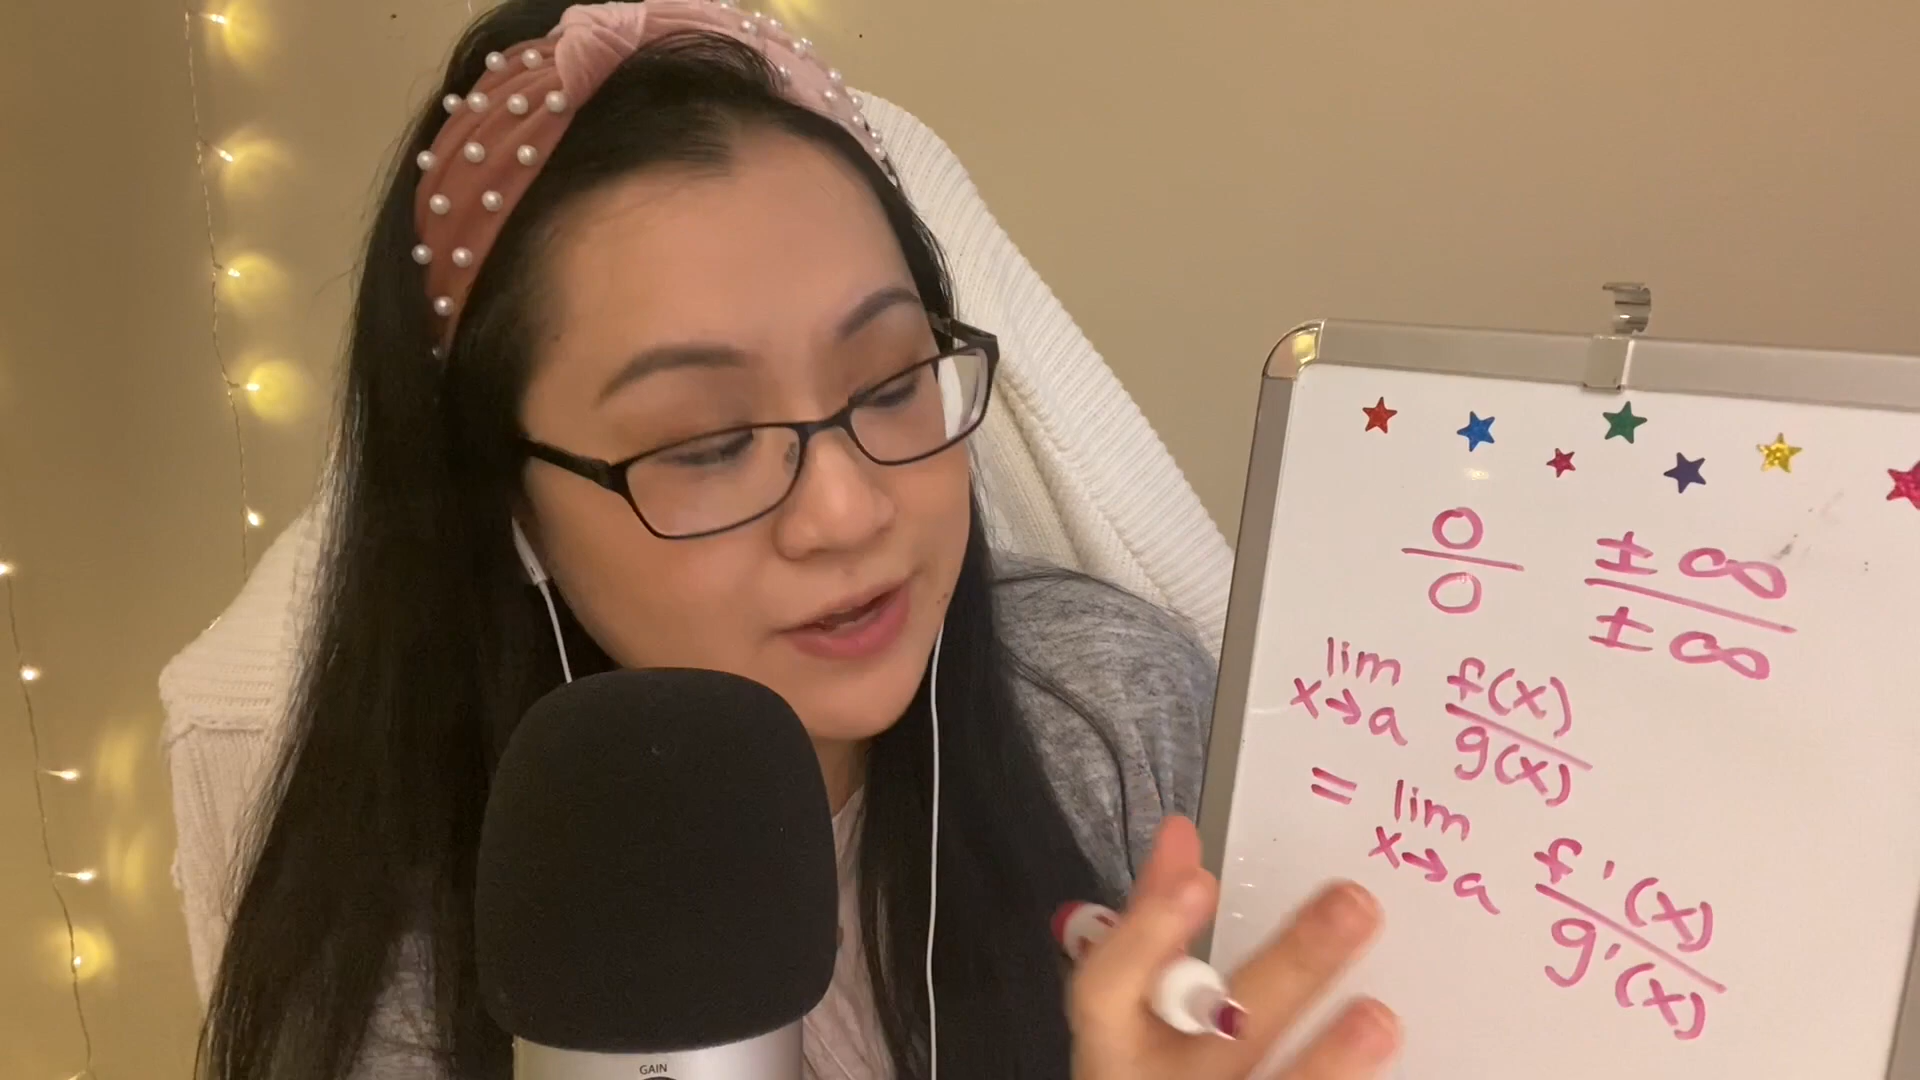 0/0 ±∞/±∞
lim x→a f(x)/g(x)
= lim x→a f'(x)/g'(x)
GAIN